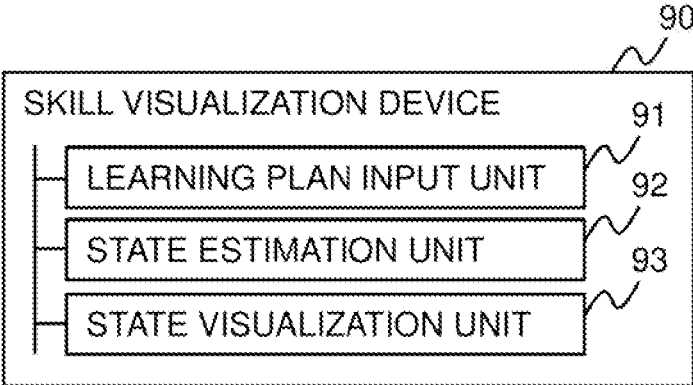 90
SKILL VISUALIZATION DEVICE
91
LEARNING PLAN INPUT UNIT
92
STATE ESTIMATION UNIT
93
STATE VISUALIZATION UNIT